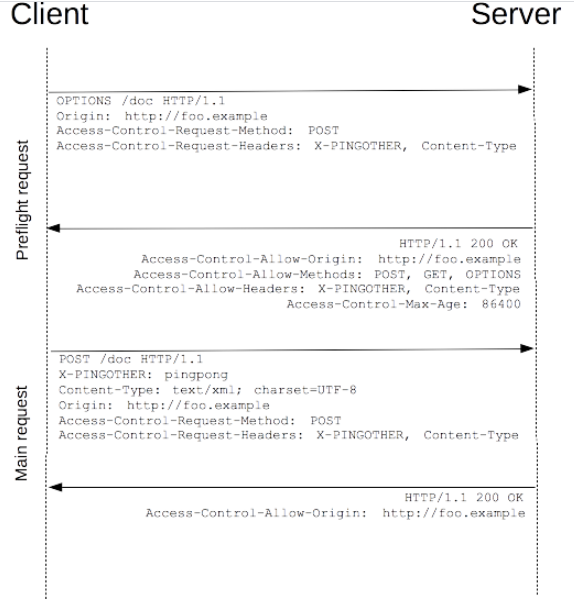 Client
Server
Preflight request
OPTIONS /doc HTTP/1.1
Origin: http://foo.example
Access-Control-Request-Method: POST
Access-Control-Request-Headers: X-PINGOTHER, Content-Type
HTTP/1.1 200 OK
Access-Control-Allow-Origin: http://foo.example
Access-Control-Allow-Methods: POST, GET, OPTIONS
Access-Control-Allow-Headers: X-PINGOTHER, Content-Type
Access-Control-Max-Age: 86400
Main request
POST /doc HTTP/1.1
X-PINGOTHER: pingpong
Content-Type: text/xml; charset=UTF-8
Origin: http://foo.example
Access-Control-Request-Method: POST
Access-Control-Request-Headers: X-PINGOTHER, Content-Type
HTTP/1.1 200 OK
Access-Control-Allow-Origin: http://foo.example